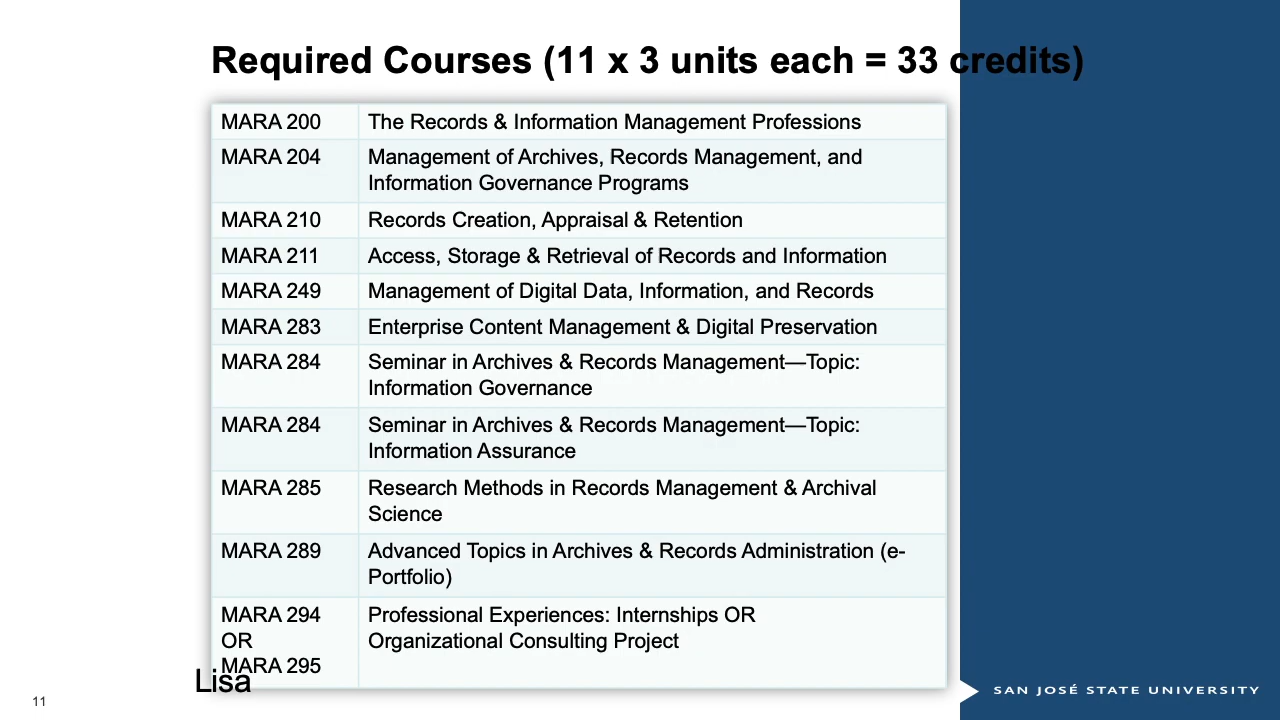 Required Courses (11 x 3 units each = 33 credits)
MARA 200 The Records & Information Management Professions
MARA 204 Management of Archives, Records Management, and
Information Governance Programs
MARA 210 Records Creation, Appraisal & Retention
MARA 211 Access, Storage & Retrieval of Records and Information
MARA 249 Management of Digital Data, Information, and Records
MARA 283 Enterprise Content Management & Digital Preservation
MARA 284 Seminar in Archives & Records Management—Topic:
Information Governance
MARA 284 Seminar in Archives & Records Management—Topic:
Information Assurance
MARA 285 Research Methods in Records Management & Archival
Science
MARA 289 Advanced Topics in Archives & Records Administration (e-
Portfolio)
MARA 294 Professional Experiences: Internships OR
OR Organizational Consulting Project
MARA 295
Lisa
11
SAN JOSÉ STATE UNIVERSITY